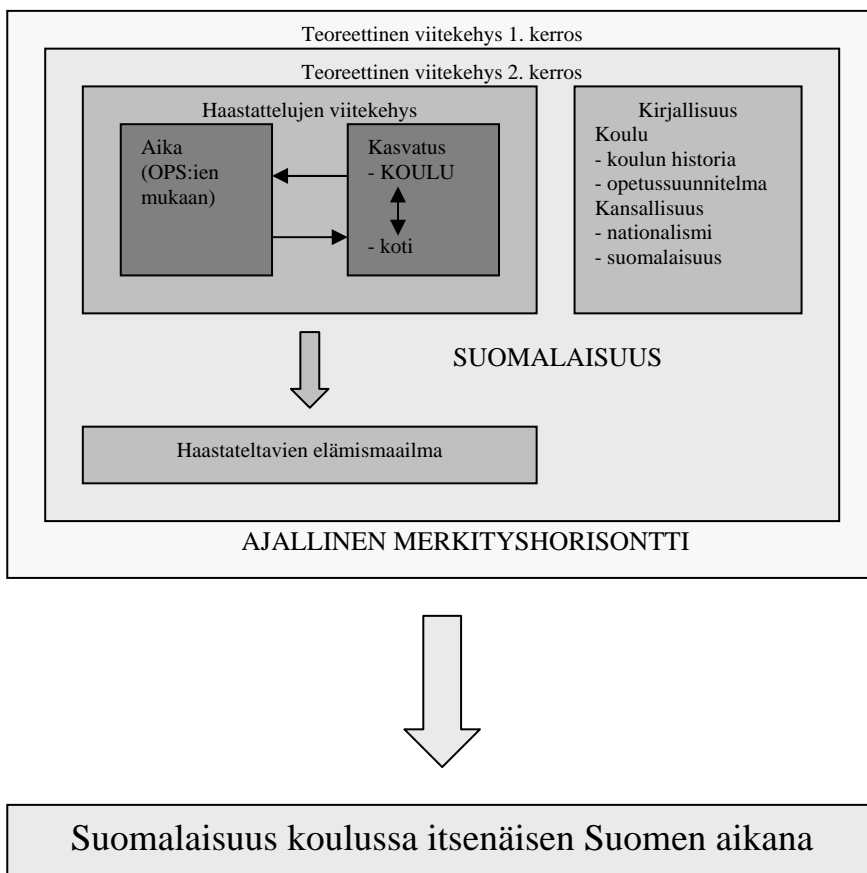 Teoreettinen viitekehys 1. kerros
Teoreettinen viitekehys 2. kerros
Haastattelujen viitekehys
Aika
(OPS:ien
mukaan)
Kasvatus
- KOULU
- koti
Kirjallisuus
Koulu
- koulun historia
- opetussuunnitelma
Kansallisuus
- nationalismi
- suomalaisuus
SUOMALAISUUS
Haastateltavien elämismaailma
AJALLINEN MERKITYSHORISONTTI
Suomalaisuus koulussa itsenäisen Suomen aikana